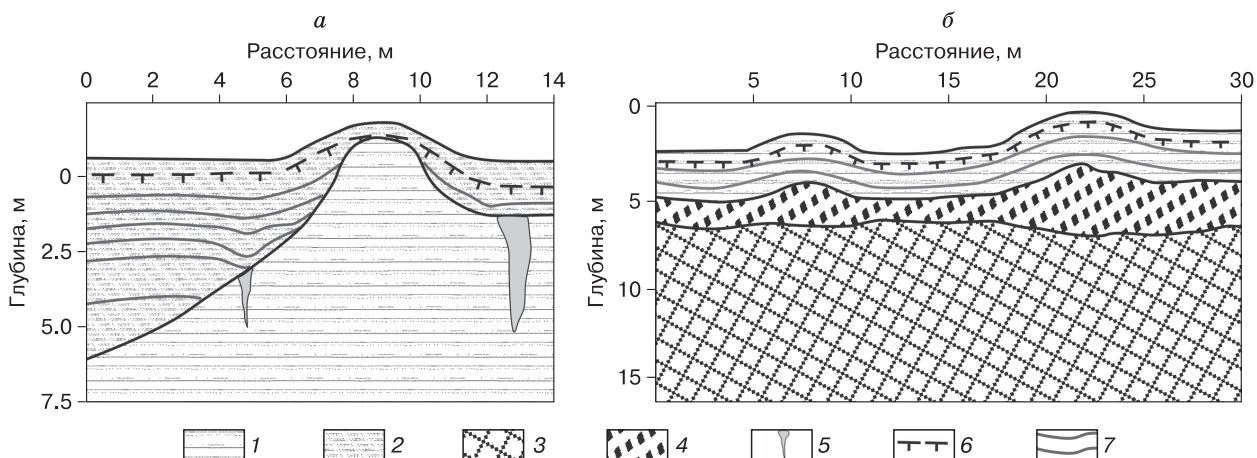 а
Расстояние, м
0 2 4 6 8 10 12 14
Глубина, м
0
2.5
5.0
7.5
б
Расстояние, м
5 10 15 20 25 30
Глубина, м
0
5
10
15
1 2 3 4 5 6 7